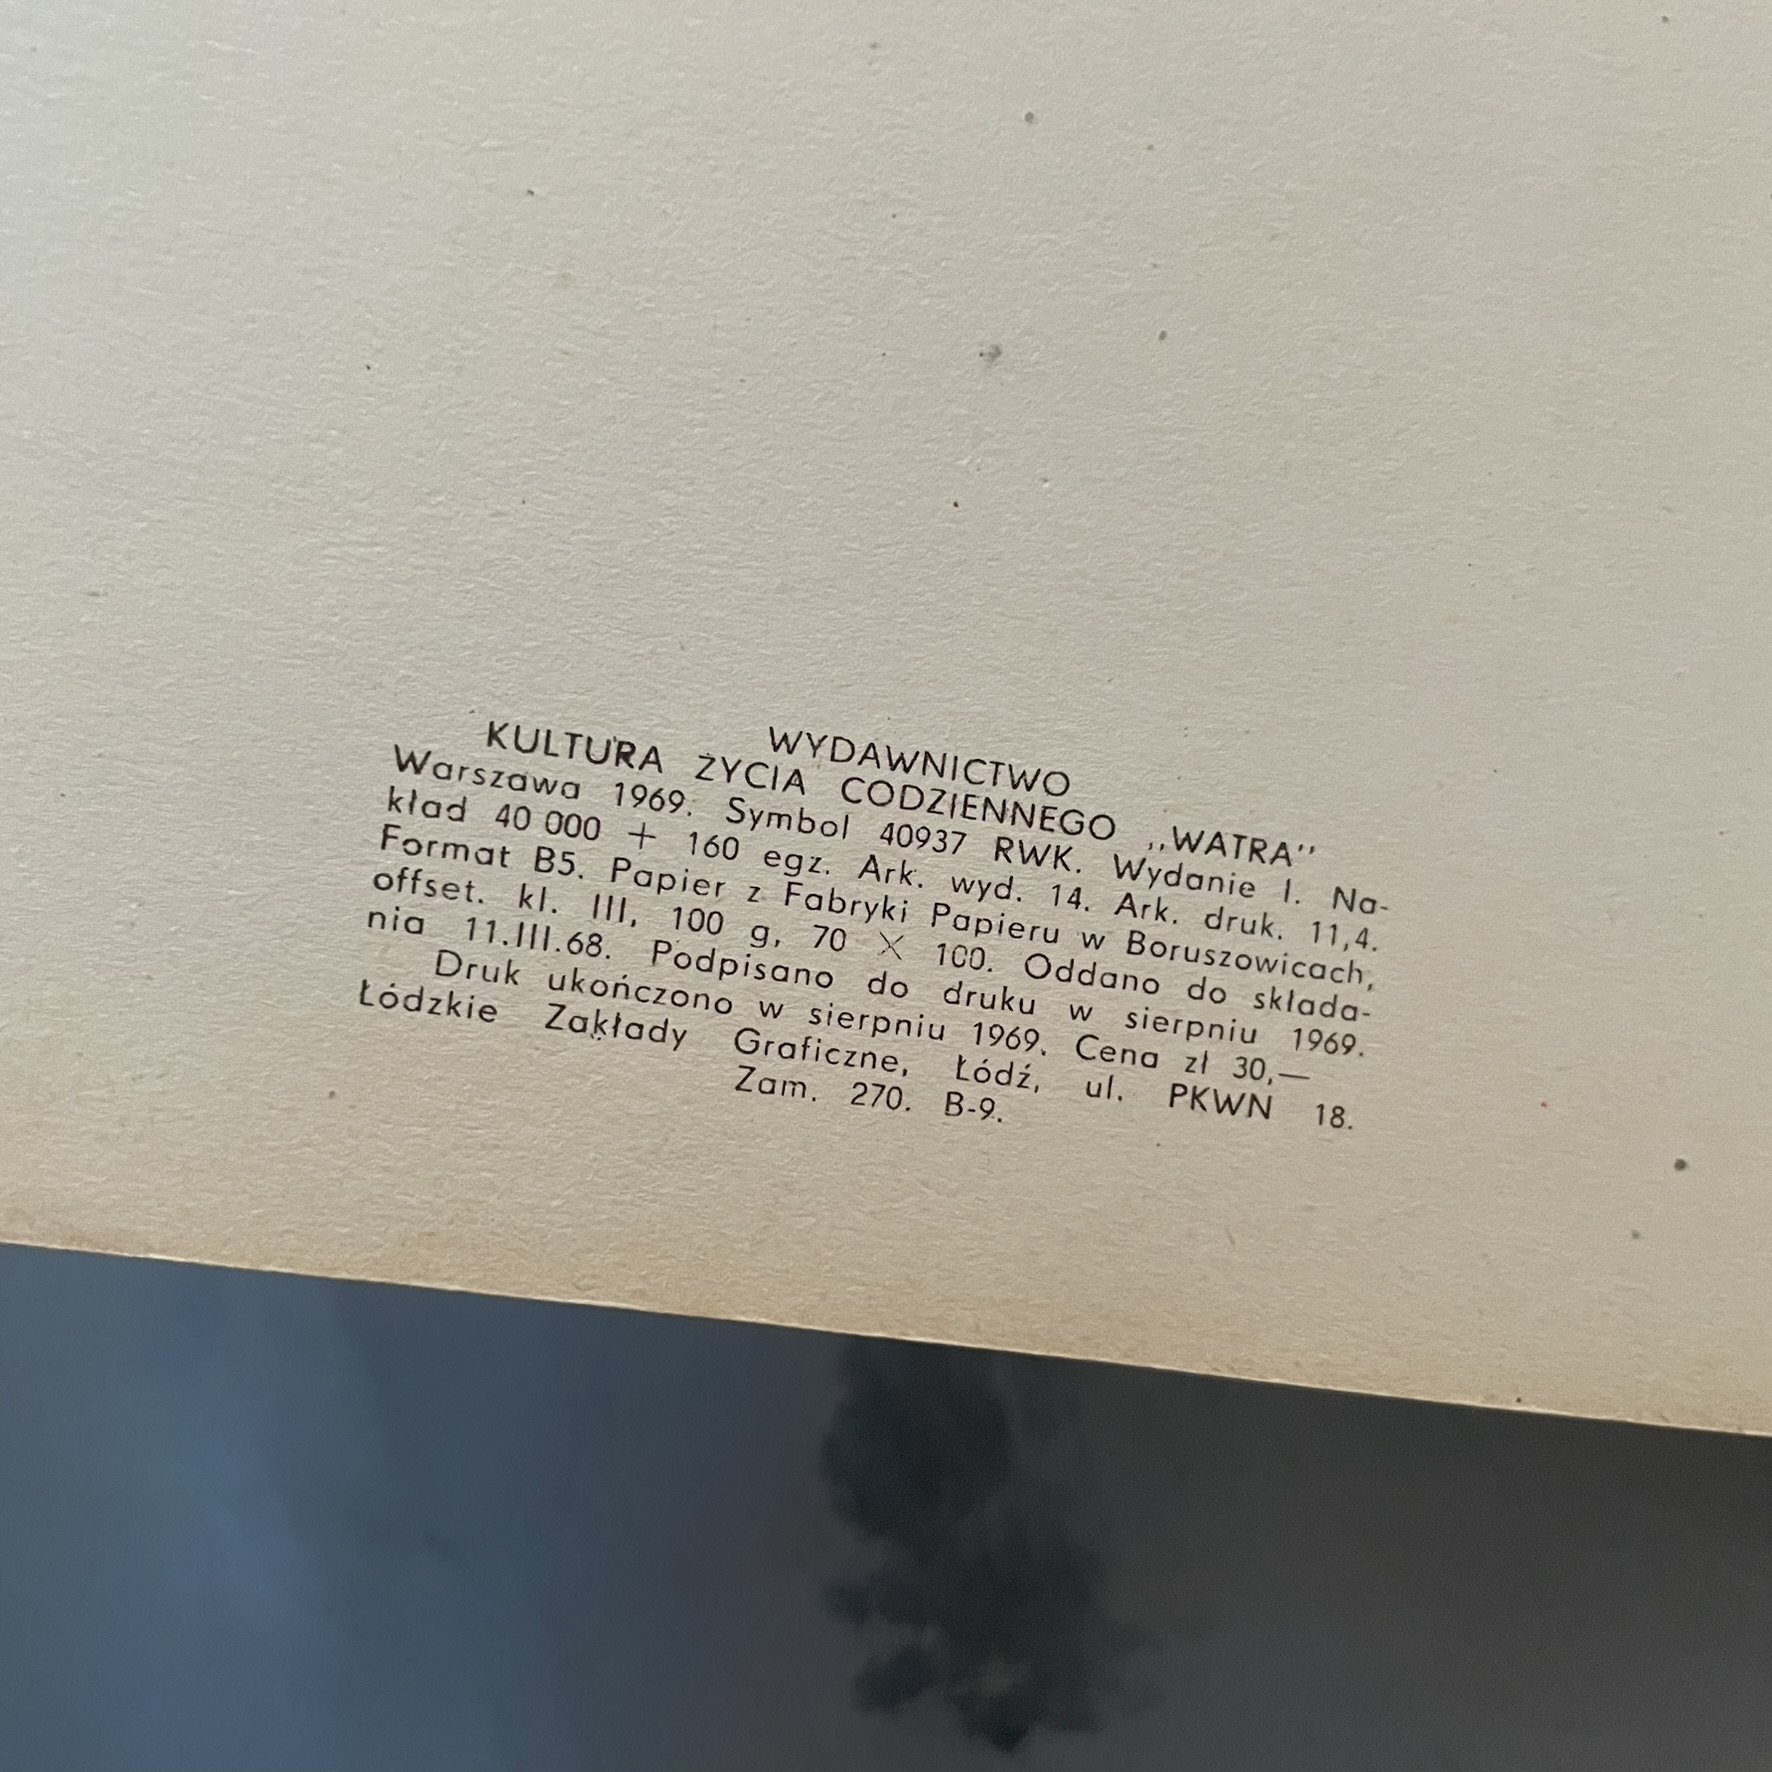 WYDAWNICTWO
KULTURA ŻYCIA CODZIENNEGO ,,WATRA''
Warszawa 1969. Symbol 40937 RWK. Wydanie I. Na-
kład 40 000 + 160 egz. Ark. wyd. 14. Ark. druk. 11,4.
Format B5. Papier z Fabryki Papieru w Boruszowicach,
offset. kl. III, 100 g, 70 × 100. Oddano do składa-
nia 11.III.68. Podpisano do druku w sierpniu 1969.
Druk ukończono w sierpniu 1969. Cena zł 30,—
Łódzkie Zakłady Graficzne, Łódź, ul. PKWN 18.
Zam. 270. B-9.